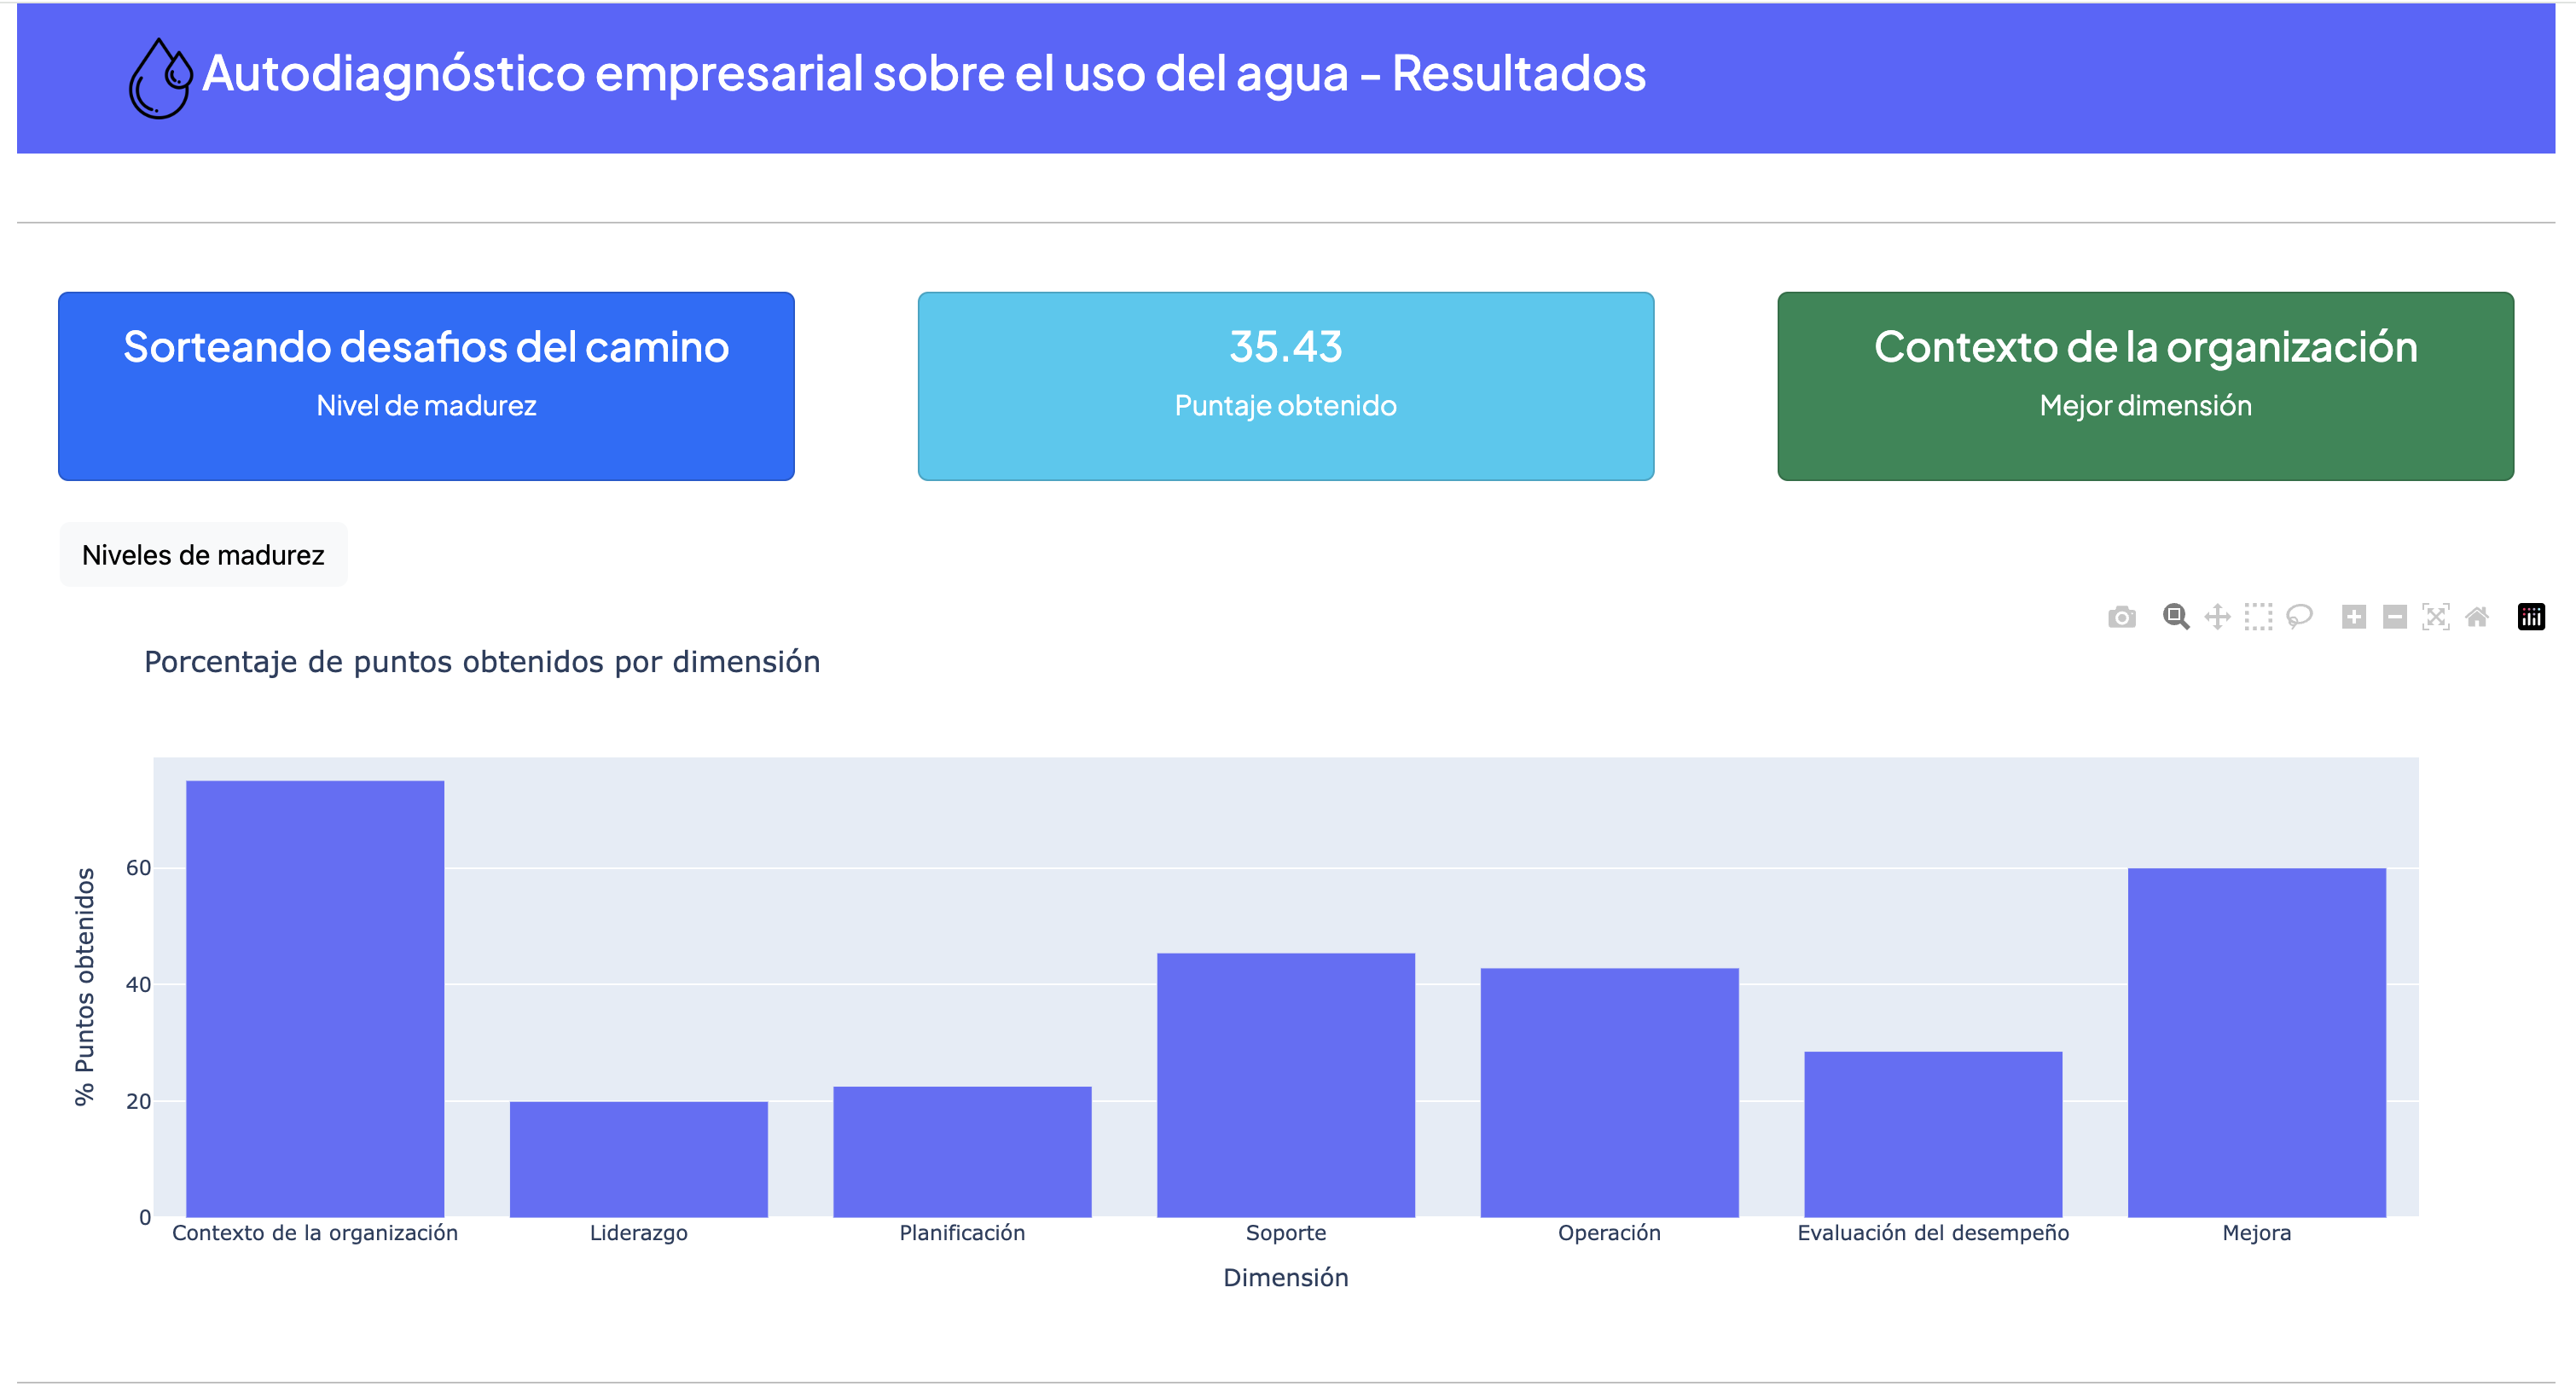 Autodiagnóstico empresarial sobre el uso del agua - Resultados
Sorteando desafios del camino
Nivel de madurez
35.43
Puntaje obtenido
Contexto de la organización
Mejor dimensión
Niveles de madurez
Porcentaje de puntos obtenidos por dimensión
% Puntos obtenidos
60
40
20
0
Contexto de la organización
Liderazgo
Planificación
Soporte
Operación
Evaluación del desempeño
Mejora
Dimensión